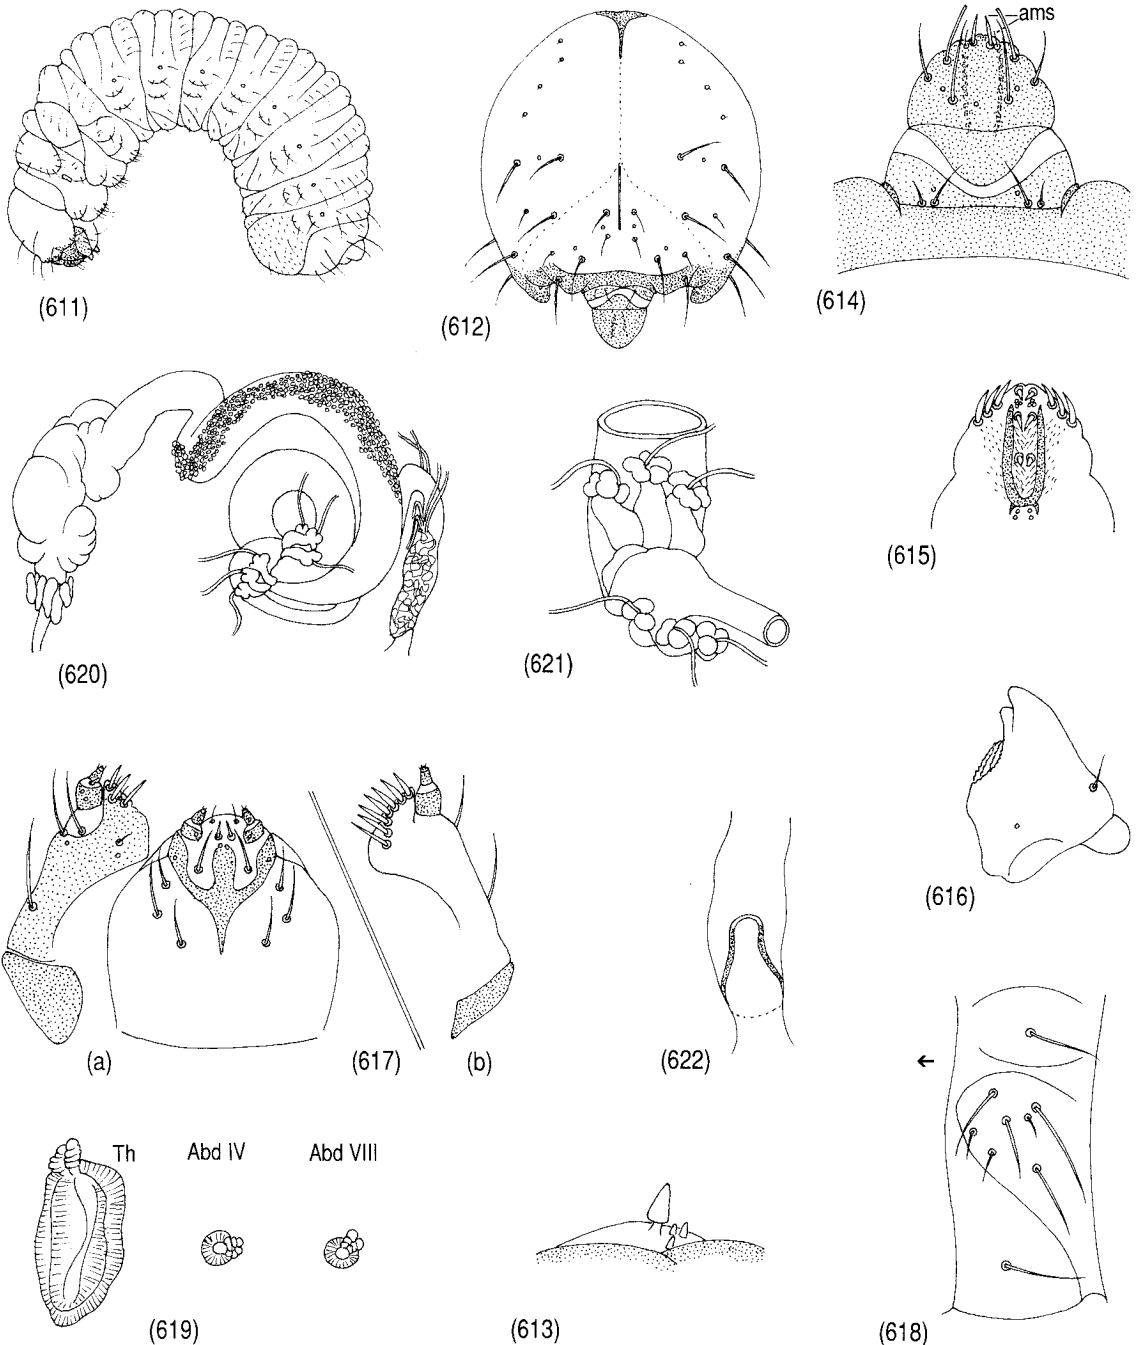 ams
(611)
(612)
(614)
(615)
(620)
(621)
(616)
(a)
(617)
(b)
(622)
←
Th
Abd IV
Abd VIII
(619)
(613)
(618)